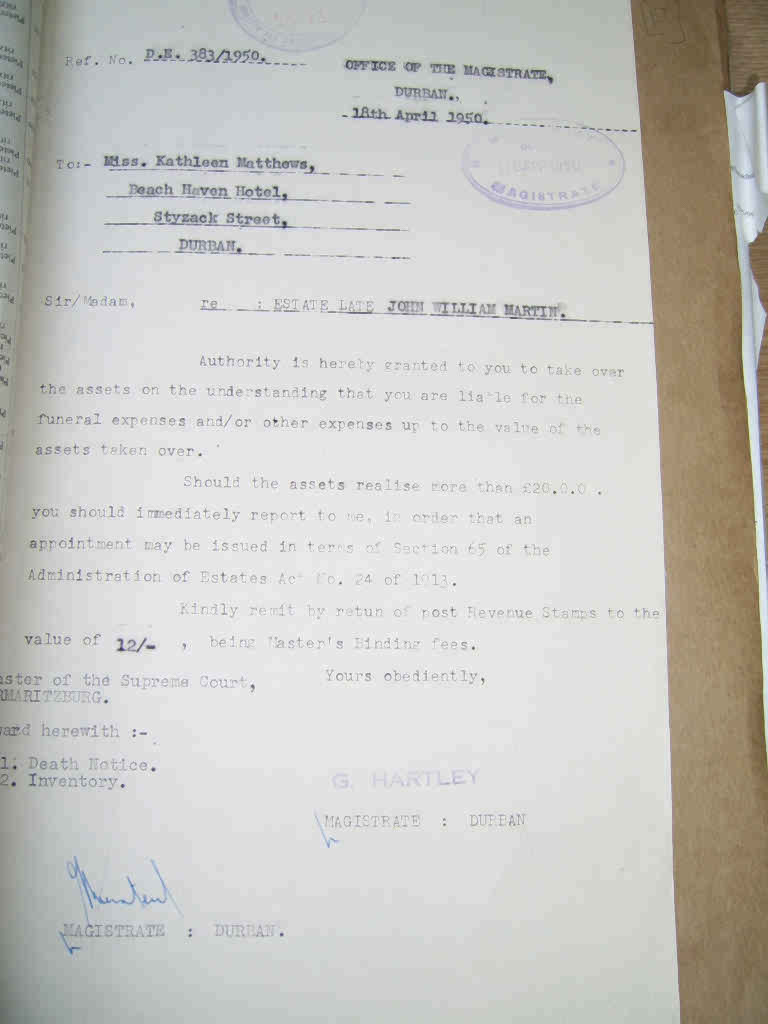 Ref. No. D.E. 383/1950.
OFFICE OF THE MAGISTRATE,
DURBAN.,
18th April 1950.
MAGISTRATE
To:- Miss. Kathleen Matthews,
Beach Haven Hotel,
Styzack Street,
DURBAN.
Sir/Madam, re : ESTATE LATE JOHN WILLIAM MARTIN.
Authority is hereby granted to you to take over
the assets on the understanding that you are liable for the
funeral expenses and/or other expenses up to the value of the
assets taken over.
Should the assets realise more than £20.0.0 .
you should immediately report to me, in order that an
appointment may be issued in terms of Section 65 of the
Administration of Estates Act No. 24 of 1913.
Kindly remit by retun of post Revenue Stamps to the
value of 12/- , being Master's Binding fees.
aster of the Supreme Court,
RMARITZBURG.
Yours obediently,
ward herewith :-
1. Death Notice.
2. Inventory.
G. HARTLEY
MAGISTRATE : DURBAN
MAGISTRATE : DURBAN.